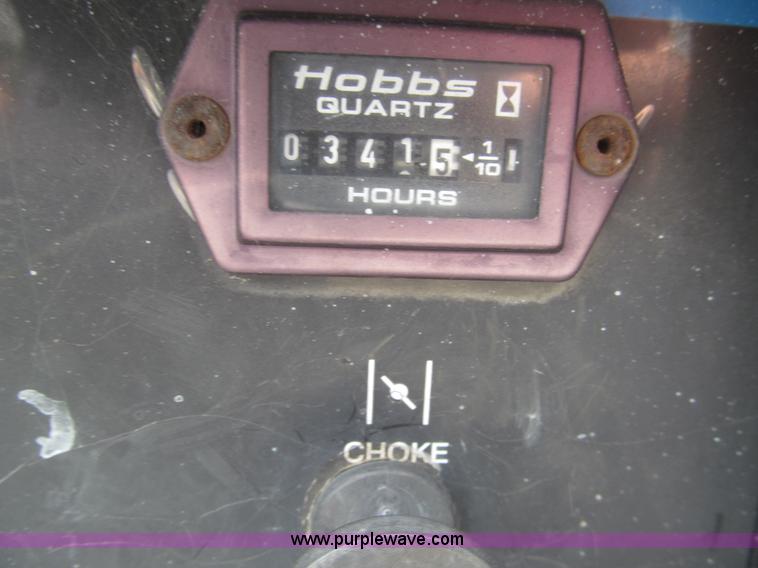 Hobbs
QUARTZ
0 3 4 1 5 ◄ 1/10
HOURS
CHOKE
www.purplewave.com